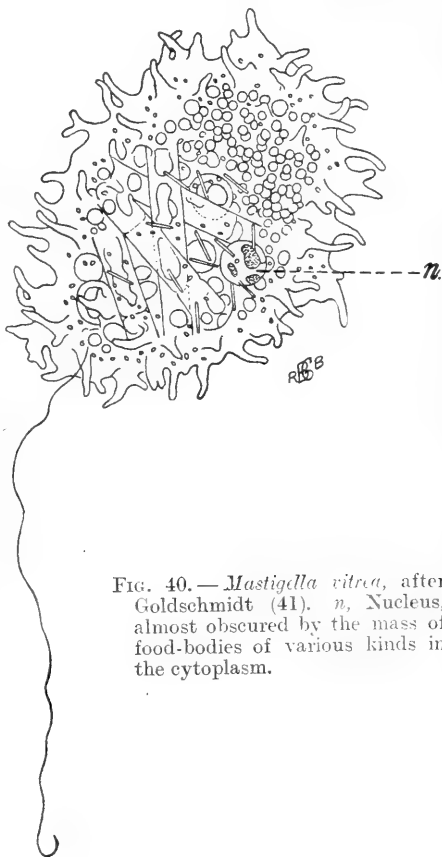 n.
R B
FIG. 40. — Mastigella vitrea, after
Goldschmidt (41). n, Nucleus,
almost obscured by the mass of
food-bodies of various kinds in
the cytoplasm.